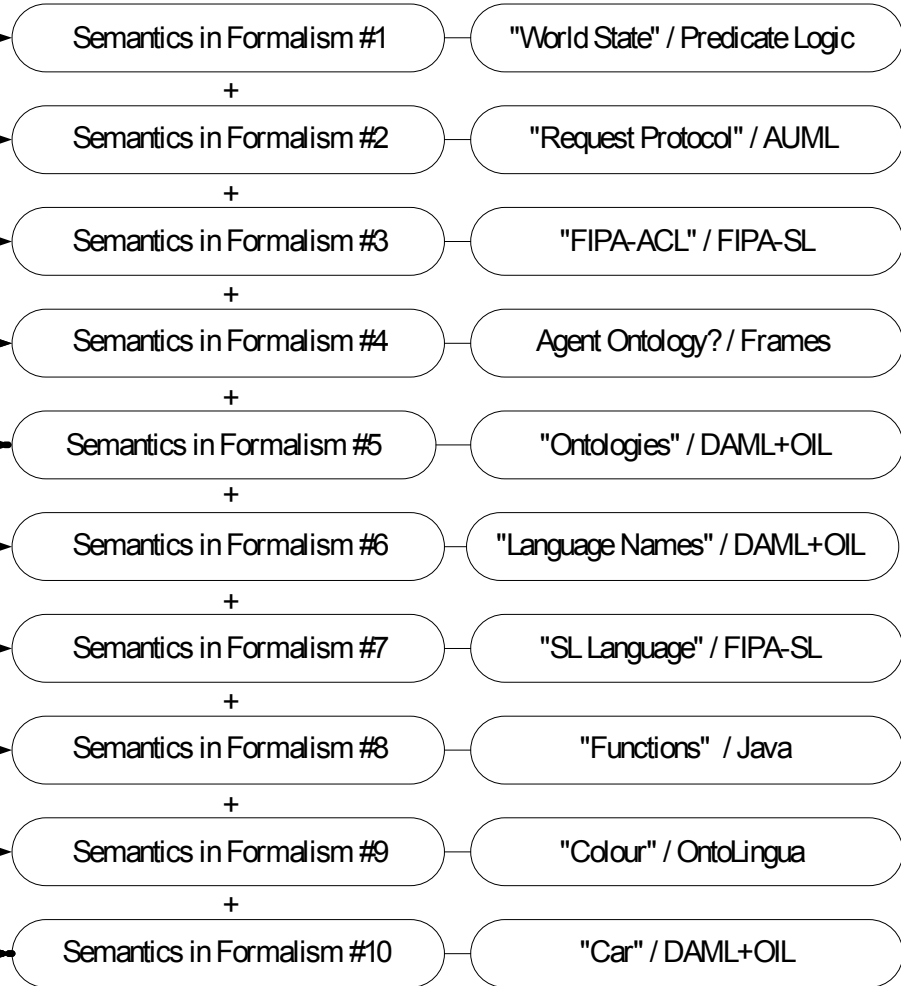 Semantics in Formalism #1 "World State" / Predicate Logic
+
Semantics in Formalism #2 "Request Protocol" / AUML
+
Semantics in Formalism #3 "FIPA-ACL" / FIPA-SL
+
Semantics in Formalism #4 Agent Ontology? / Frames
+
Semantics in Formalism #5 "Ontologies" / DAML+OIL
+
Semantics in Formalism #6 "Language Names" / DAML+OIL
+
Semantics in Formalism #7 "SL Language" / FIPA-SL
+
Semantics in Formalism #8 "Functions" / Java
+
Semantics in Formalism #9 "Colour" / OntoLingua
+
Semantics in Formalism #10 "Car" / DAML+OIL